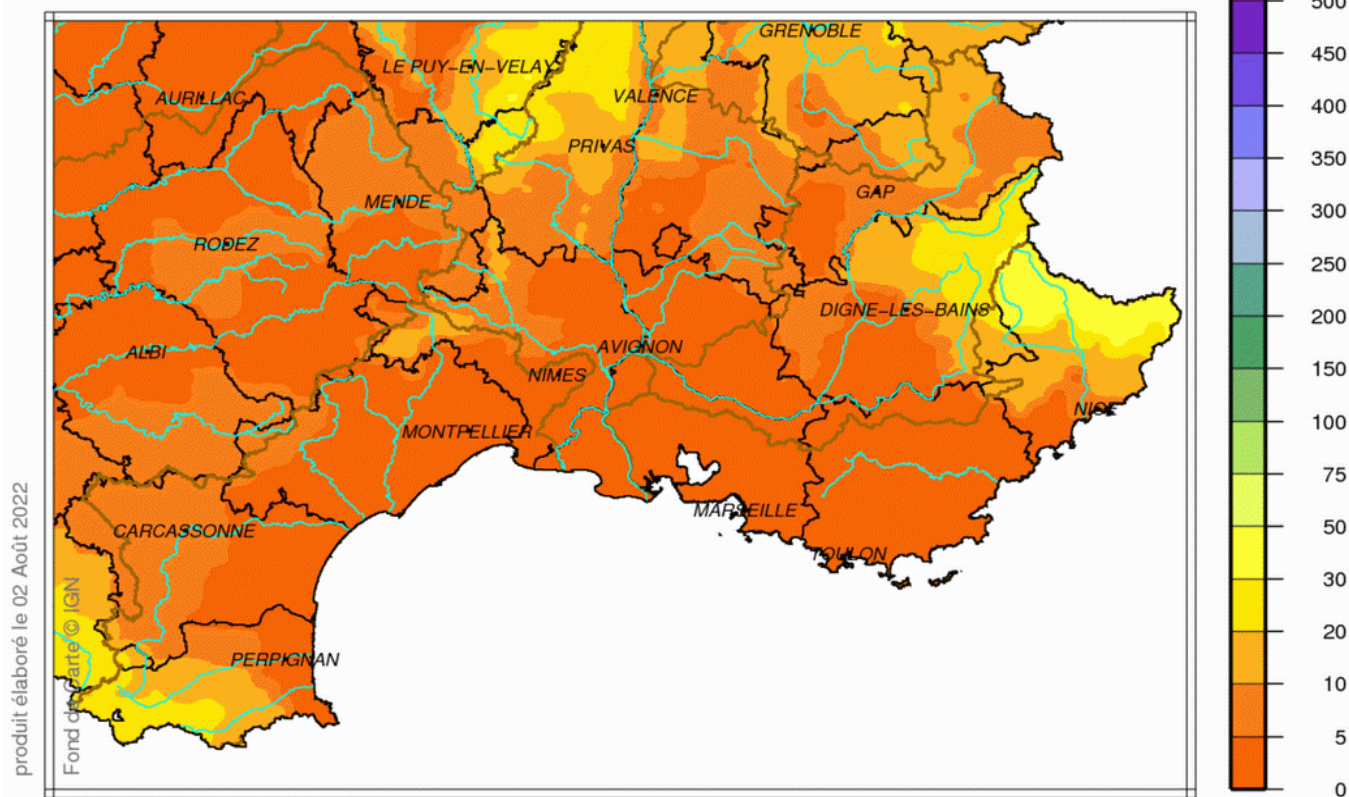 GRENOBLE
LE PUY-EN-VELAY
AURILLAC
VALENCE
PRIVAS
MENDE
GAP
RODEZ
DIGNE-LES-BAINS
ALBI
AVIGNON
NIMES
NICE
MONTPELLIER
MARSEILLE
CARCASSONNE
TOULON
PERPIGNAN
produit élaboré le 02 Août 2022
Fond de Carte © IGN
500
450
400
350
300
250
200
150
100
75
50
30
20
10
5
0